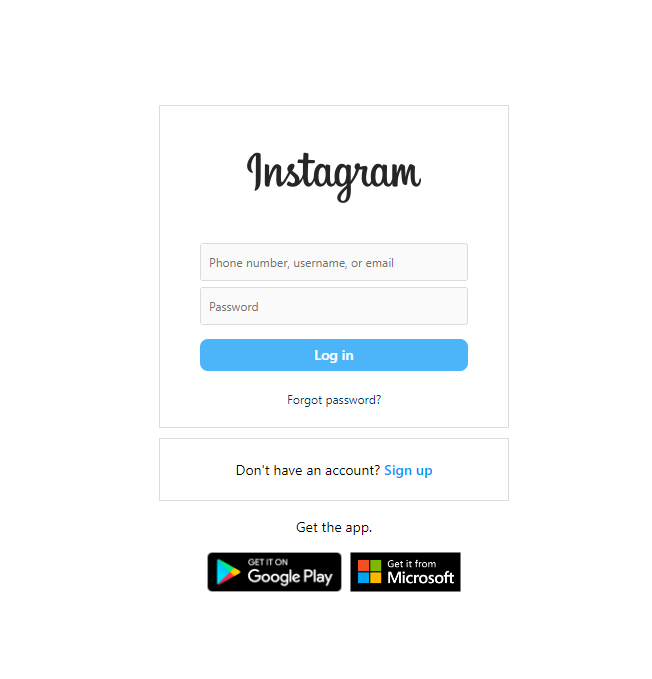 Instagram
Phone number, username, or email
Password
Log in
Forgot password?
Don't have an account? Sign up
Get the app.
GET IT ON
Google Play
Get it from
Microsoft